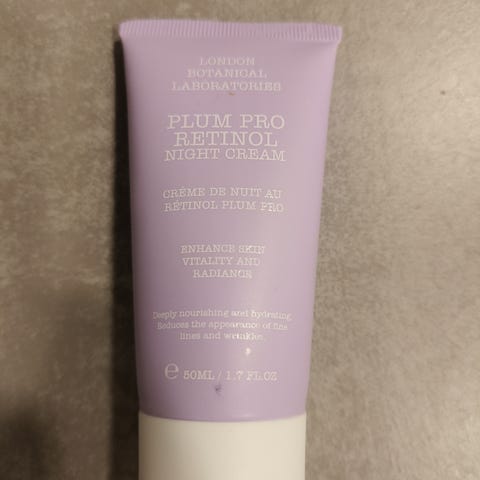 LONDON
BOTANICAL
LABORATORIES
PLUM PRO
RETINOL
NIGHT CREAM
CRÈME DE NUIT AU
RÉTINOL PLUM PRO
ENHANCE SKIN
VITALITY AND
RADIANCE
Deeply nourishing and hydrating.
Reduces the appearance of fine
lines and wrinkles.
℮ 50ML / 1.7 FL.OZ